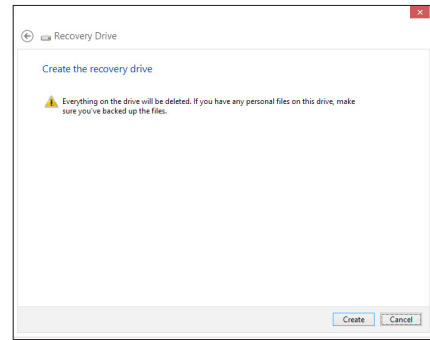 Recovery Drive
Create the recovery drive
Everything on the drive will be deleted. If you have any personal files on this drive, make
sure you've backed up the files.
Create Cancel